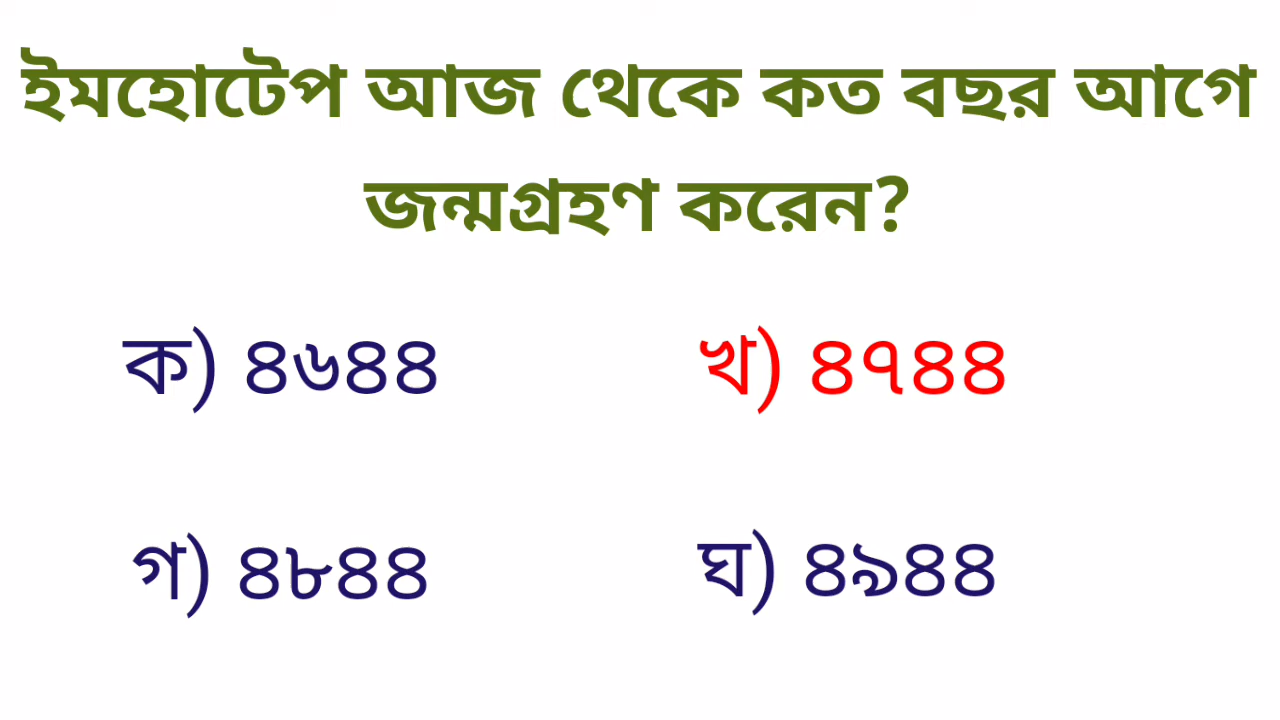 ইমহোটেপ আজ থেকে কত বছর আগে
জন্মগ্রহণ করেন?
ক) ৪৬৪৪ খ) ৪৭৪৪
গ) ৪৮৪৪ ঘ) ৪৯৪৪